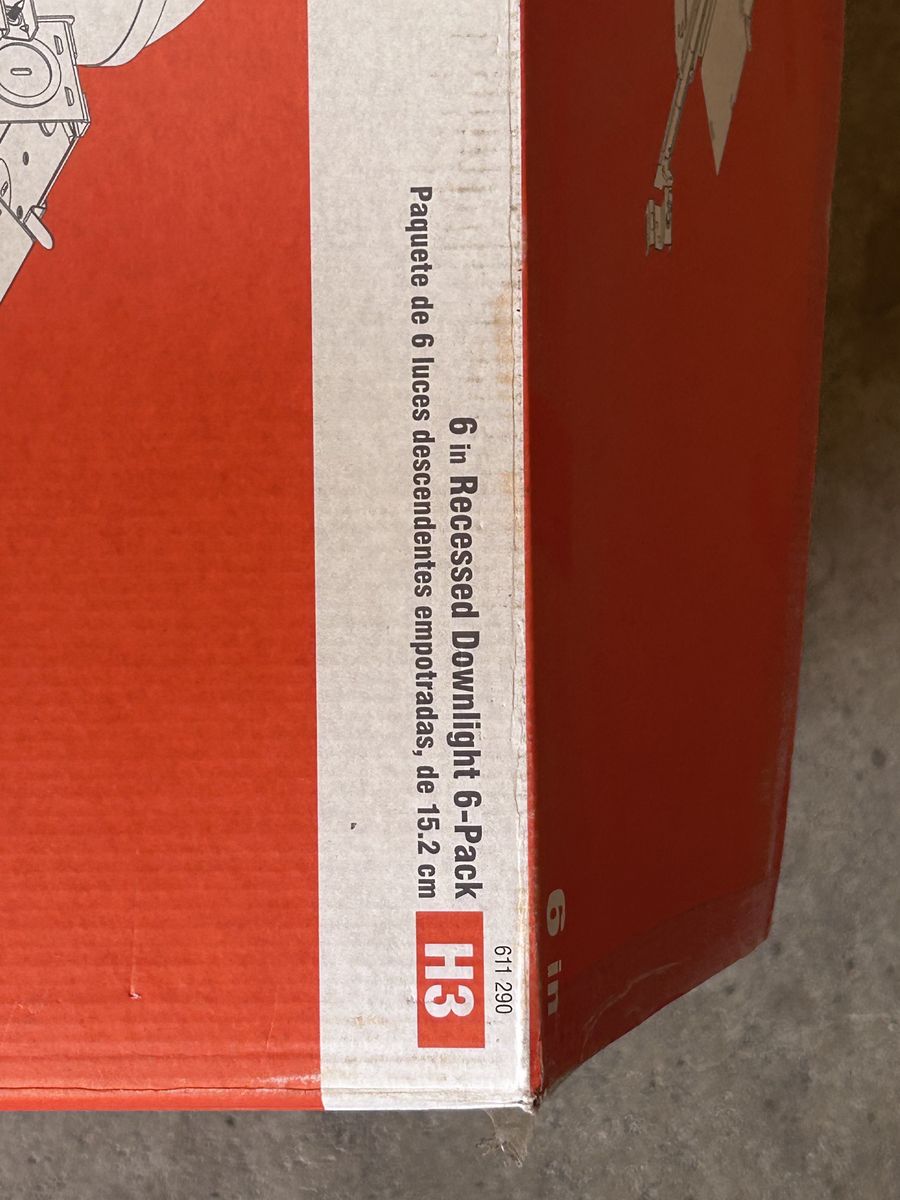 611 290
6 in Recessed Downlight 6-Pack
Paquete de 6 luces descendentes empotradas, de 15.2 cm
H3
6 in